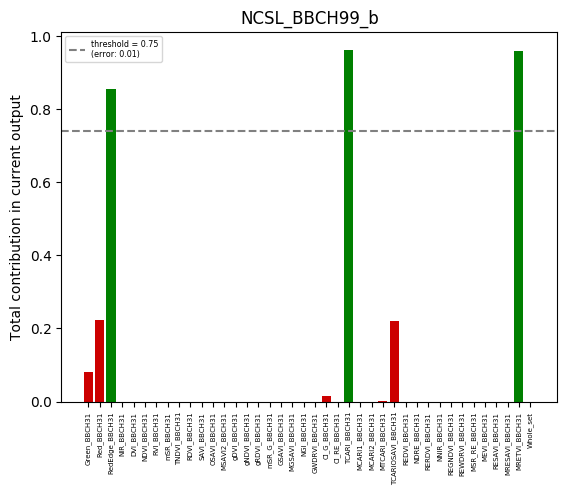 NCSL_BBCH99_b
Total contribution in current output
1.0
0.8
0.6
0.4
0.2
0.0
threshold = 0.75
(error: 0.01)
Green_BBCH31
Red_BBCH31
RedEdge_BBCH31
NIR_BBCH31
DVI_BBCH31
NDVI_BBCH31
RVI_BBCH31
mSR_BBCH31
TNDVI_BBCH31
RDVI_BBCH31
SAVI_BBCH31
OSAVI_BBCH31
MSAVI2_BBCH31
gDVI_BBCH31
gNDVI_BBCH31
gRDVI_BBCH31
mSR_G_BBCH31
GSAVI_BBCH31
MGSAVI_BBCH31
NGI_BBCH31
GWDRVI_BBCH31
CI_G_BBCH31
CI_RE_BBCH31
TCARI_BBCH31
MCARI1_BBCH31
MCARI2_BBCH31
MTCARI_BBCH31
TCARIOSAVI_BBCH31
REDVI_BBCH31
NDRE_BBCH31
RERDVI_BBCH31
NNIR_BBCH31
REGNDVI_BBCH31
REWDRVI_BBCH31
MSR_RE_BBCH31
MEVI_BBCH31
RESAVI_BBCH31
MRESAVI_BBCH31
MRETVI_BBCH31
Whole_set